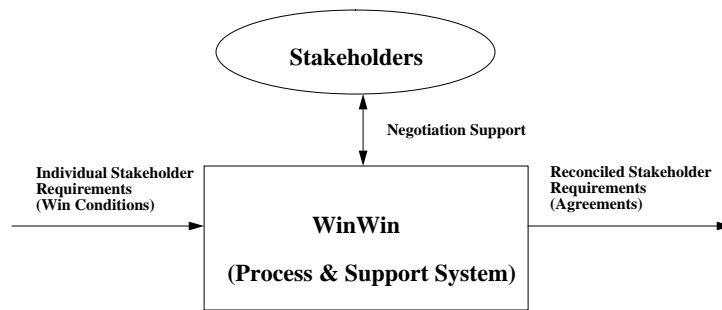 Stakeholders
Negotiation Support
Individual Stakeholder
Requirements
(Win Conditions)
WinWin
(Process & Support System)
Reconciled Stakeholder
Requirements
(Agreements)